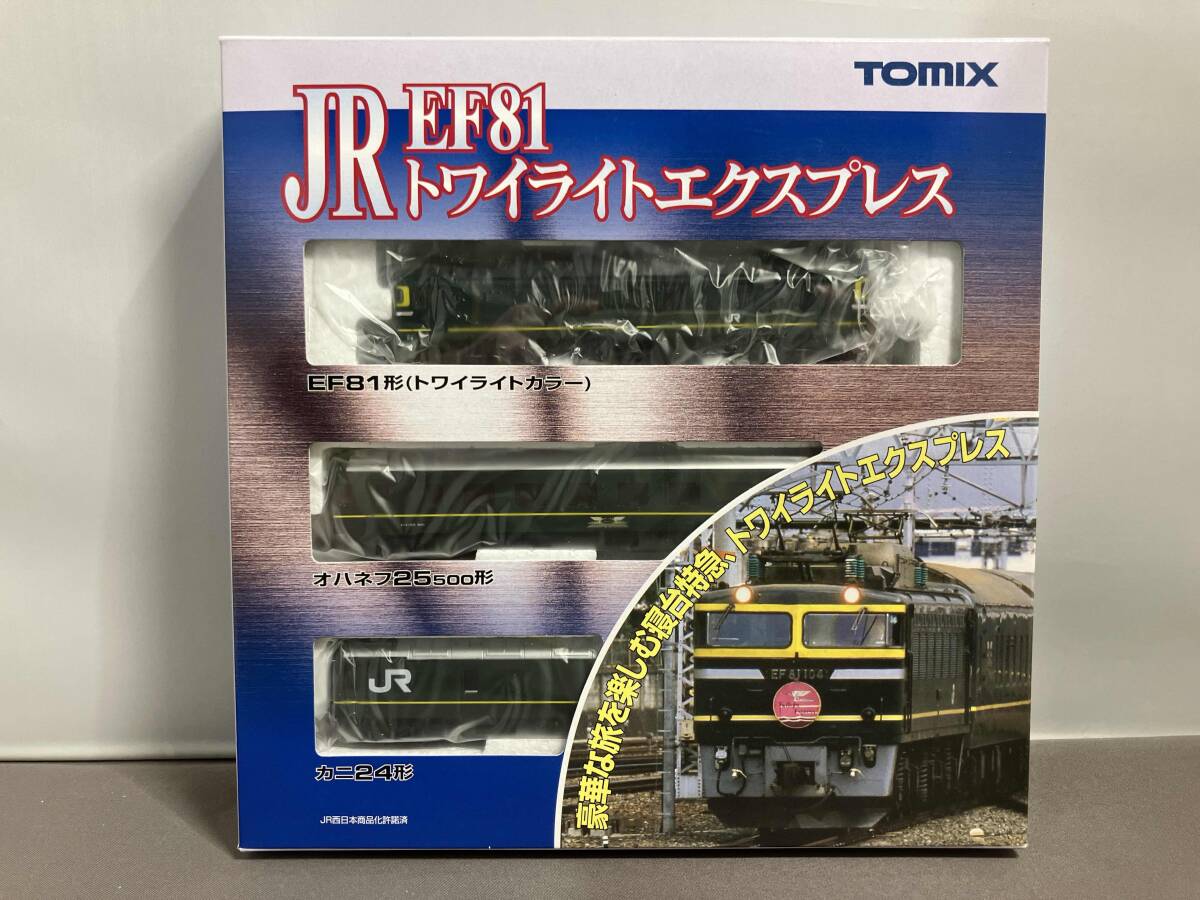 TOMIX
JR EF81
トワイライトエクスプレス
JR
EF81形(トワイライトカラー)
オハネフ25500形
JR
カニ24形
豪華な旅を楽しむ寝台特急、トワイライトエクスプレス
EF81104
JR西日本商品化許諾済